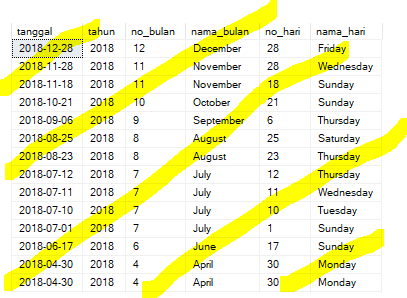 tanggal tahun no_bulan nama_bulan no_hari nama_hari
2018-12-28 2018 12 December 28 Friday
2018-11-28 2018 11 November 28 Wednesday
2018-11-18 2018 11 November 18 Sunday
2018-10-21 2018 10 October 21 Sunday
2018-09-06 2018 9 September 6 Thursday
2018-08-25 2018 8 August 25 Saturday
2018-08-23 2018 8 August 23 Thursday
2018-07-12 2018 7 July 12 Thursday
2018-07-11 2018 7 July 11 Wednesday
2018-07-10 2018 7 July 10 Tuesday
2018-07-01 2018 7 July 1 Sunday
2018-06-17 2018 6 June 17 Sunday
2018-04-30 2018 4 April 30 Monday
2018-04-30 2018 4 April 30 Monday